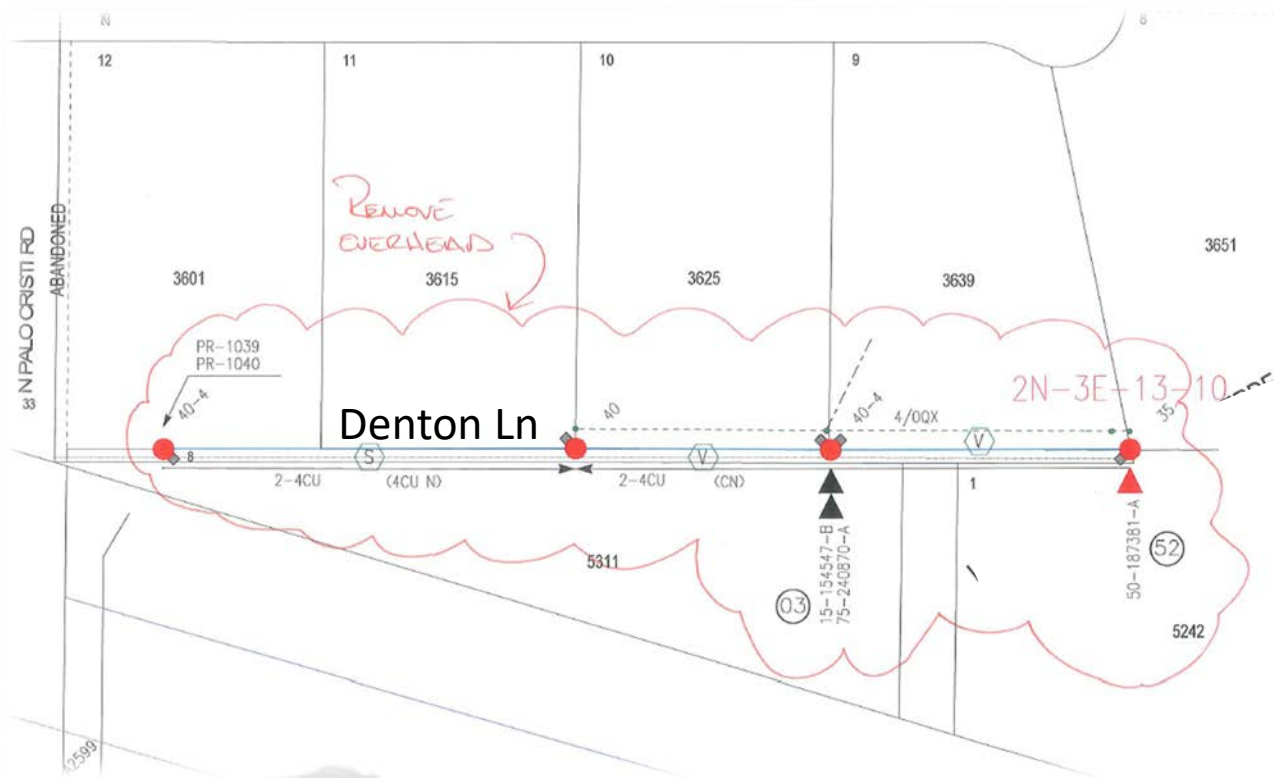 N
8
12
11
10
9
REMOVE
OVERHEAD
33 N PALO CRISTI RD
ABANDONED
3601
3615
3625
3639
3651
PR-1039
PR-1040
2N-3E-13-10
40-4
Denton Ln
40
40-4
4/0QX
35
8
S
V
V
2-4CU
(4CU N)
2-4CU
(CN)
1
5311
03
15-154547-B
75-240870-A
50-187381-A
52
5242
2599